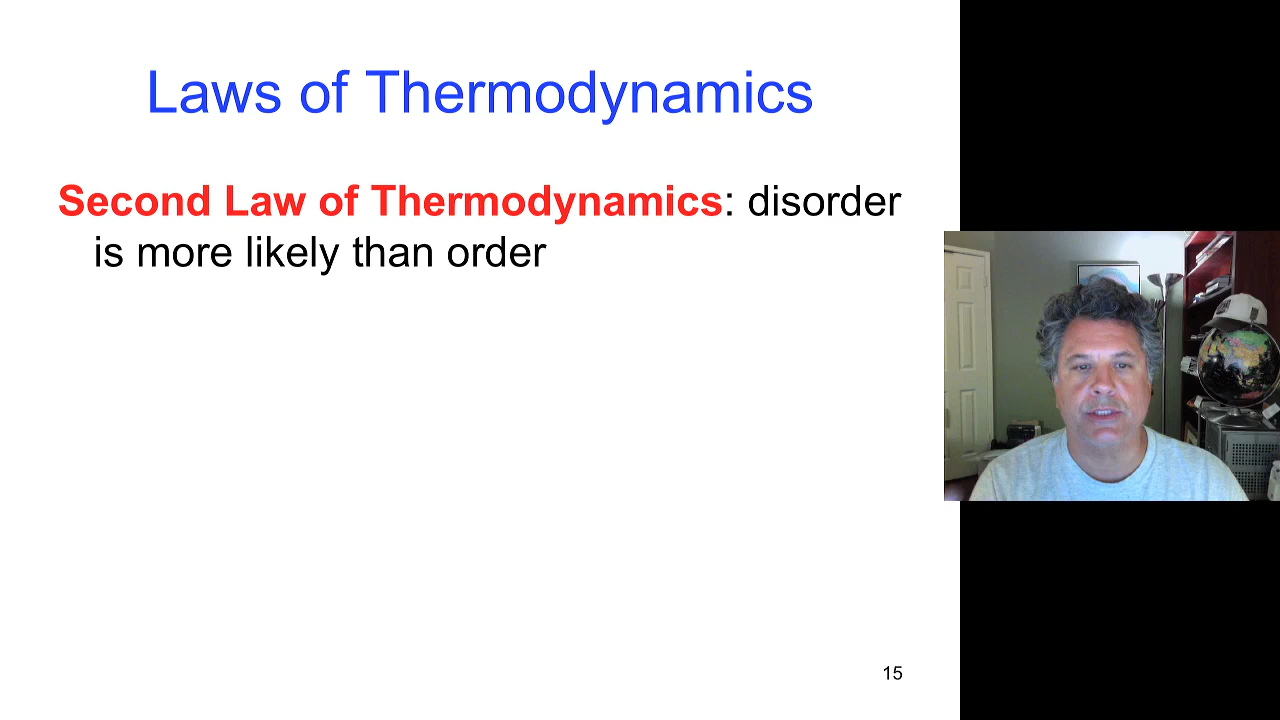 Laws of Thermodynamics
Second Law of Thermodynamics: disorder
is more likely than order
15